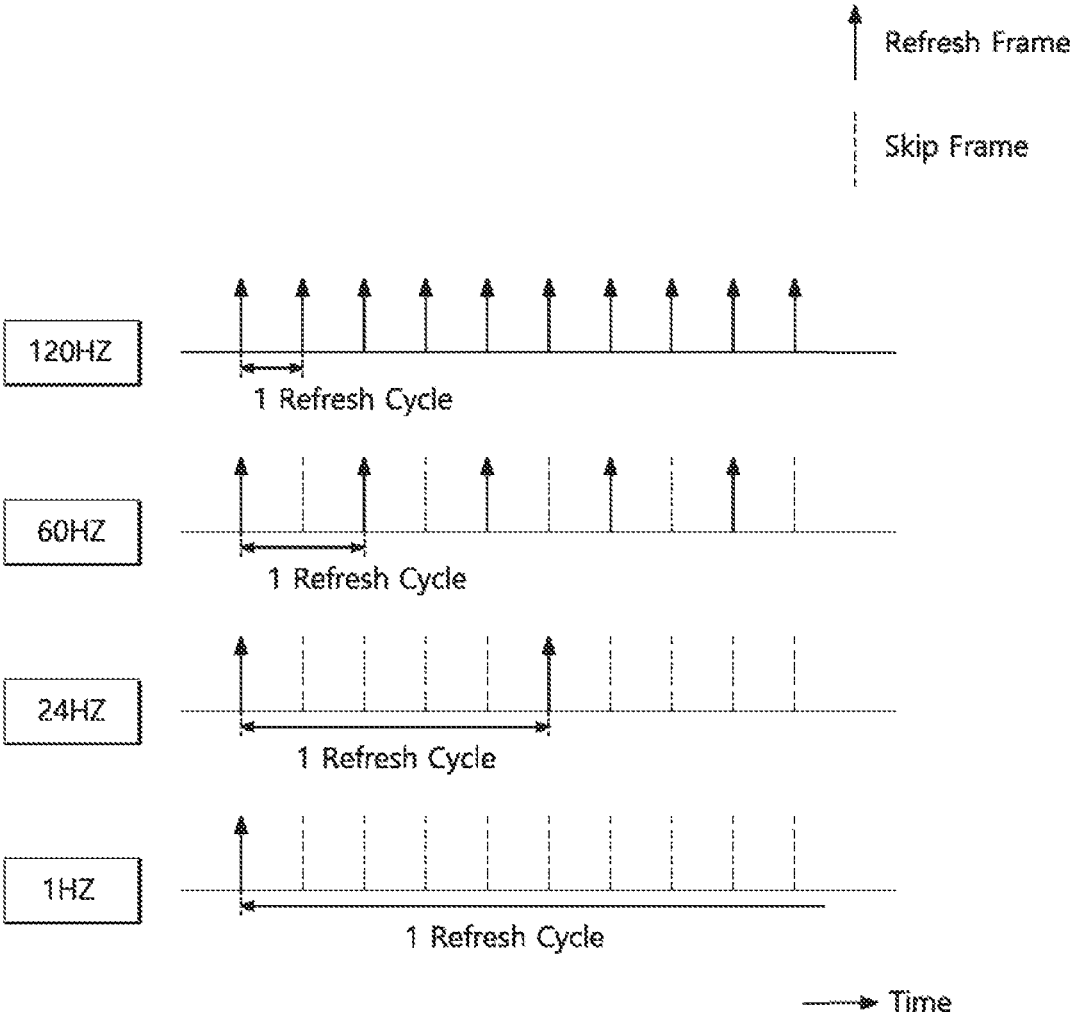 Refresh Frame
Skip Frame
120HZ
1 Refresh Cycle
60HZ
1 Refresh Cycle
24HZ
1 Refresh Cycle
1HZ
1 Refresh Cycle
Time